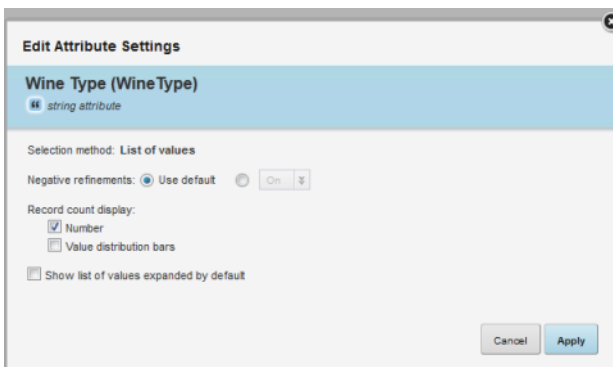 Edit Attribute Settings
Wine Type (WineType)
string attribute
Selection method: List of values
Negative refinements: Use default On
Record count display:
Number
Value distribution bars
Show list of values expanded by default
Cancel Apply